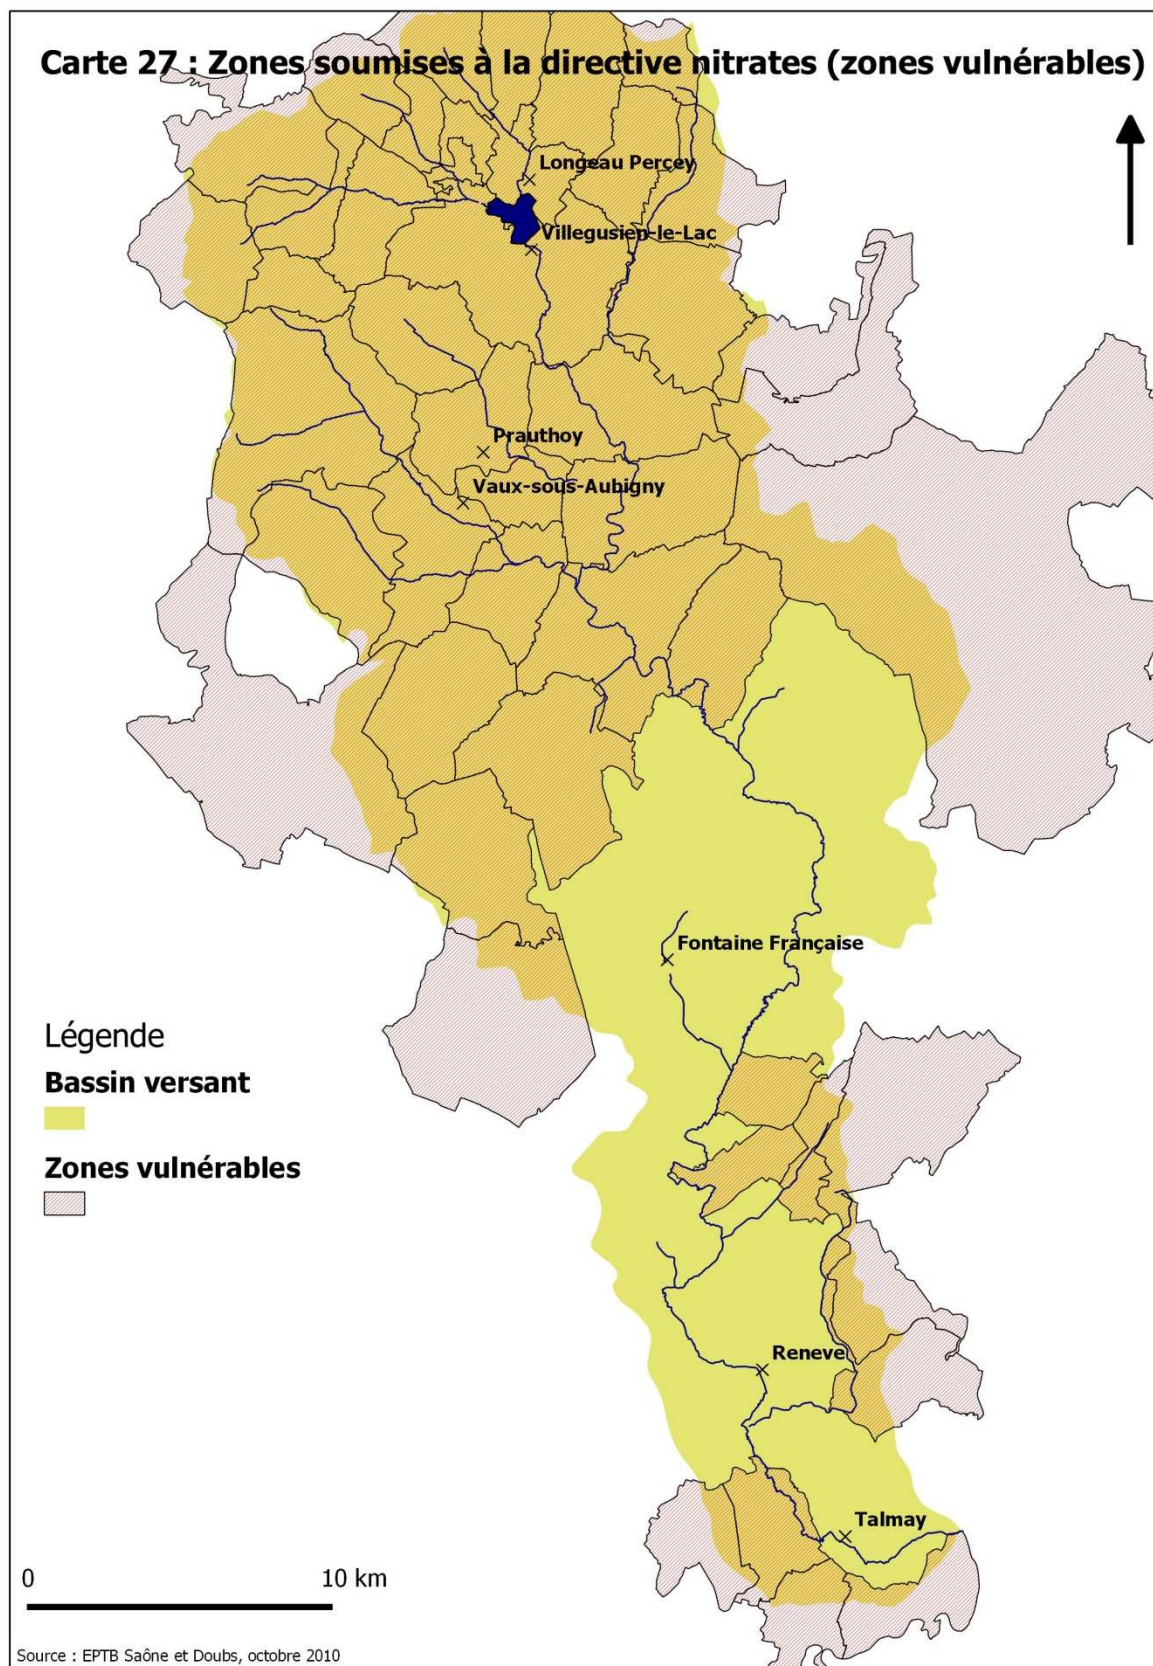 Carte 27 : Zones soumises à la directive nitrates (zones vulnérables)
Longeau Percey
Villegusien-le-Lac
Prauthoy
Vaux-sous-Aubigny
Fontaine Française
Légende
Bassin versant
Zones vulnérables
Reneve
Talmay
0 10 km
Source : EPTB Saône et Doubs, octobre 2010